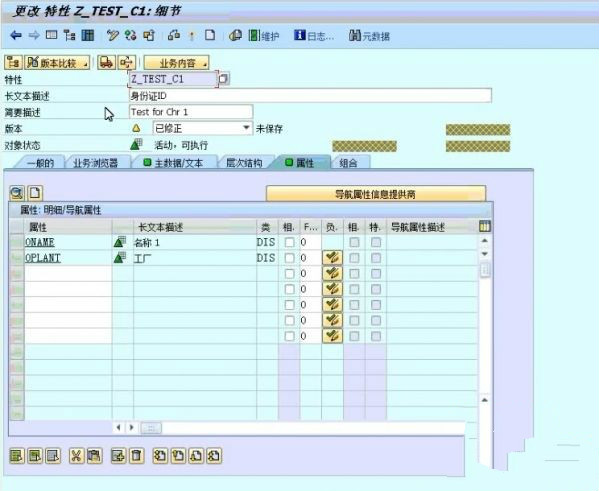 更改 特性 Z_TEST_C1: 细节
维护 日志... 元数据
版本比较 业务内容
特性 Z_TEST_C1
长文本描述 身份证ID
简要描述 Test for Chr 1
版本 已修正 未保存
对象状态 活动，可执行
一般的 业务浏览器 主数据/文本 层次结构 属性 组合
导航属性信息提供商
属性: 明细/导航属性
属性 长文本描述 类 相. F... 负. 相. 特. 导航属性描述
0NAME 名称 1 DIS 0
0PLANT 工厂 DIS 0
0
0
0
0